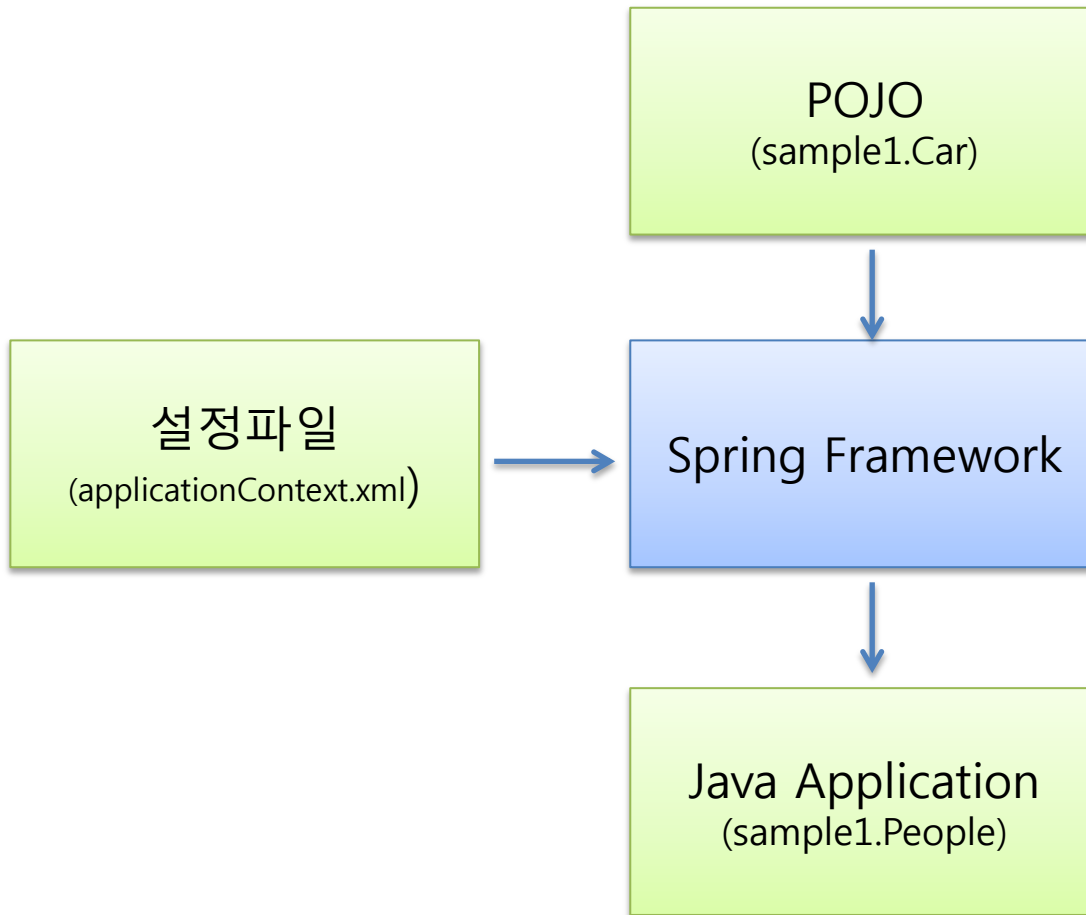 POJO
(sample1.Car)
설정파일
(applicationContext.xml)
Spring Framework
Java Application
(sample1.People)